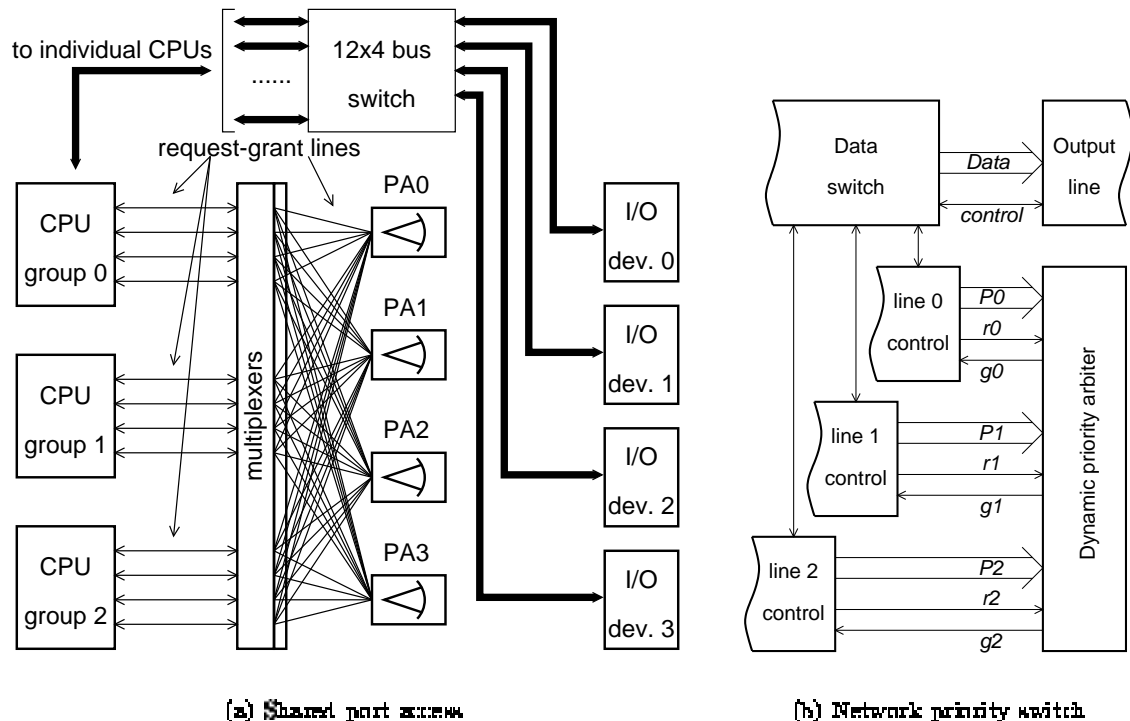 to individual CPUs
......
12x4 bus
switch
request-grant lines
CPU
group 0
CPU
group 1
CPU
group 2
multiplexers
PA0
PA1
PA2
PA3
I/O
dev. 0
I/O
dev. 1
I/O
dev. 2
I/O
dev. 3
(a) Shared port access
Data
switch
Data
control
Output
line
line 0
control
P0
r0
g0
line 1
control
P1
r1
g1
line 2
control
P2
r2
g2
Dynamic priority arbiter
(b) Network priority switch